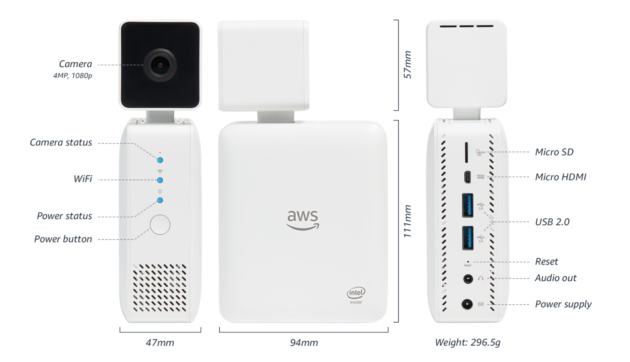 Camera
4MP, 1080p
Camera status
WiFi
Power status
Power button
47mm
aws
intel
inside
94mm
57mm
111mm
Micro SD
Micro HDMI
USB 2.0
Reset
Audio out
Power supply
Weight: 296.5g